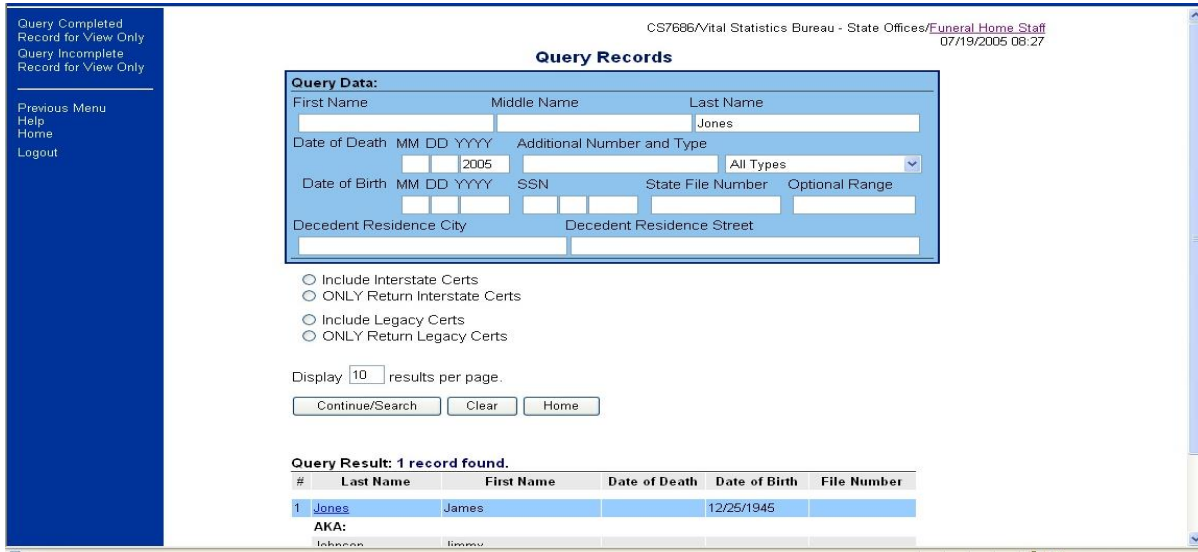 Query Completed
Record for View Only
Query Incomplete
Record for View Only
Previous Menu
Help
Home
Logout
CS7686/Vital Statistics Bureau - State Offices/Funeral Home Staff
07/19/2005 08:27
Query Records
Query Data:
First Name Middle Name Last Name
Jones
Date of Death MM DD YYYY Additional Number and Type
2005 All Types
Date of Birth MM DD YYYY SSN State File Number Optional Range
Decedent Residence City Decedent Residence Street
Include Interstate Certs
ONLY Return Interstate Certs
Include Legacy Certs
ONLY Return Legacy Certs
Display 10 results per page.
Continue/Search Clear Home
Query Result: 1 record found.
# Last Name First Name Date of Death Date of Birth File Number
1 Jones James 12/25/1945
AKA:
Johnson Jimmy